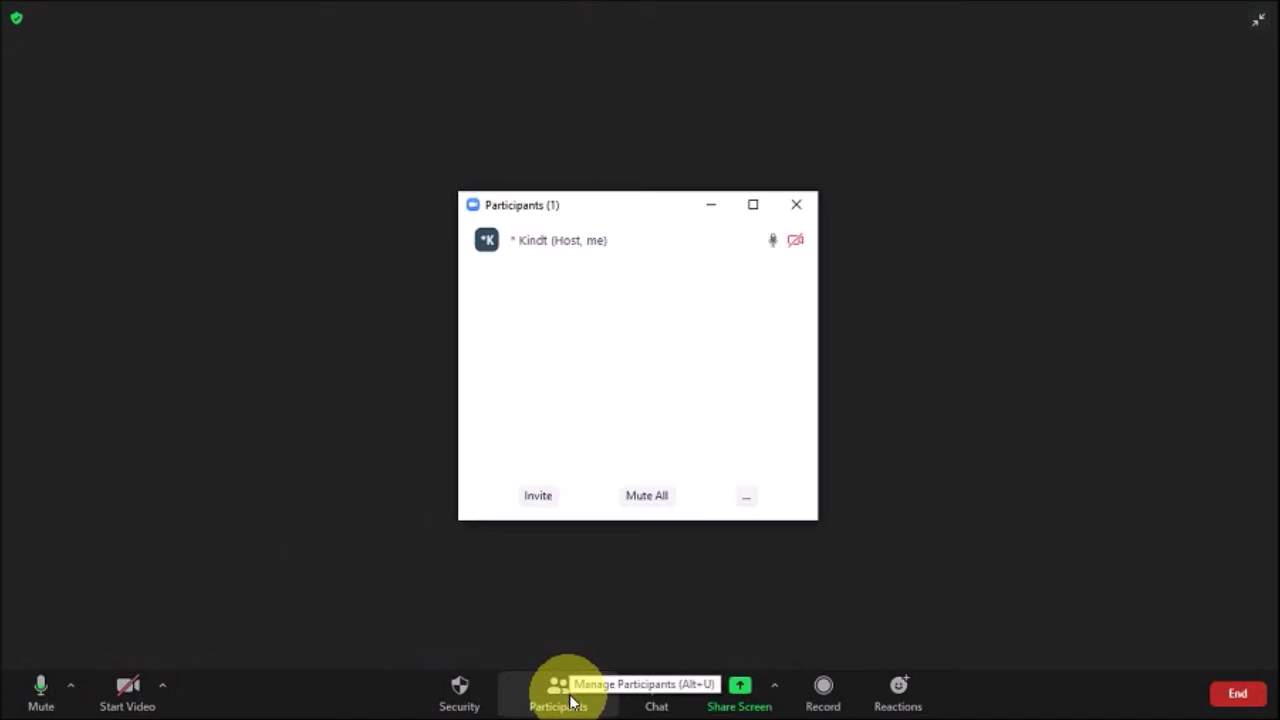 Participants (1)
*K
* Kindt (Host, me)
Invite
Mute All
...
Manage Participants (Alt+U)
Mute
Start Video
Security
Participants
Chat
Share Screen
Record
Reactions
End